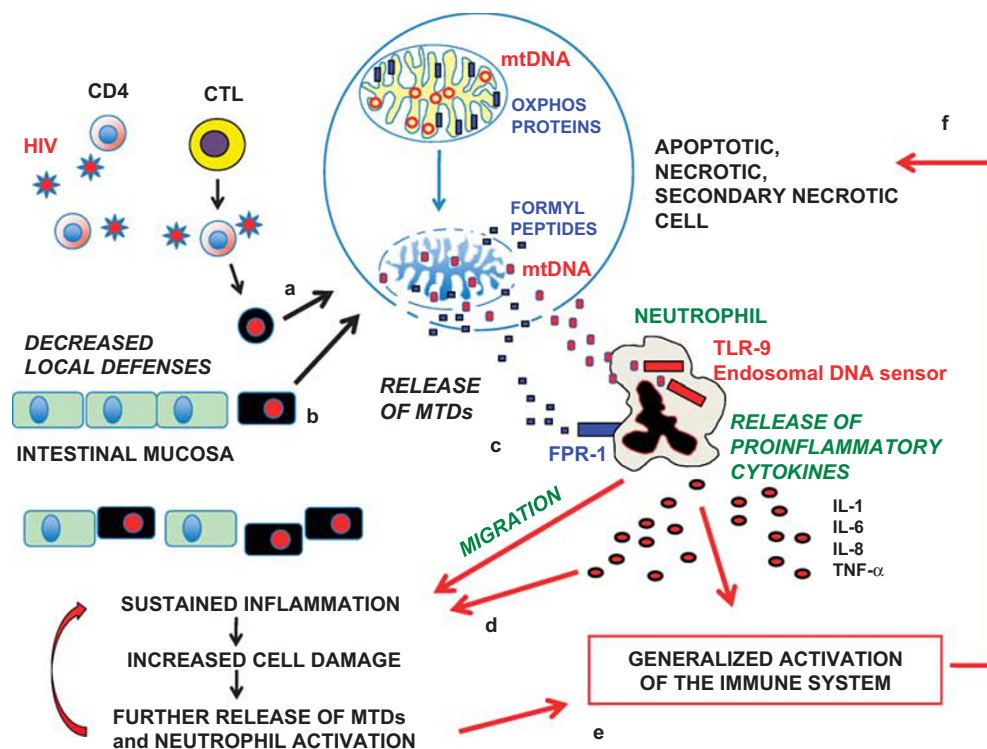 CD4
CTL
HIV
mtDNA
OXPHOS
PROTEINS
FORMYL
PEPTIDES
mtDNA
f
APOPTOTIC,
NECROTIC,
SECONDARY NECROTIC
CELL
a
DECREASED
LOCAL DEFENSES
b
INTESTINAL MUCOSA
RELEASE
OF MTDs
c
NEUTROPHIL
TLR-9
Endosomal DNA sensor
FPR-1
RELEASE OF
PROINFLAMMATORY
CYTOKINES
IL-1
IL-6
IL-8
TNF-α
MIGRATION
d
SUSTAINED INFLAMMATION
INCREASED CELL DAMAGE
FURTHER RELEASE OF MTDs
and NEUTROPHIL ACTIVATION
e
GENERALIZED ACTIVATION
OF THE IMMUNE SYSTEM